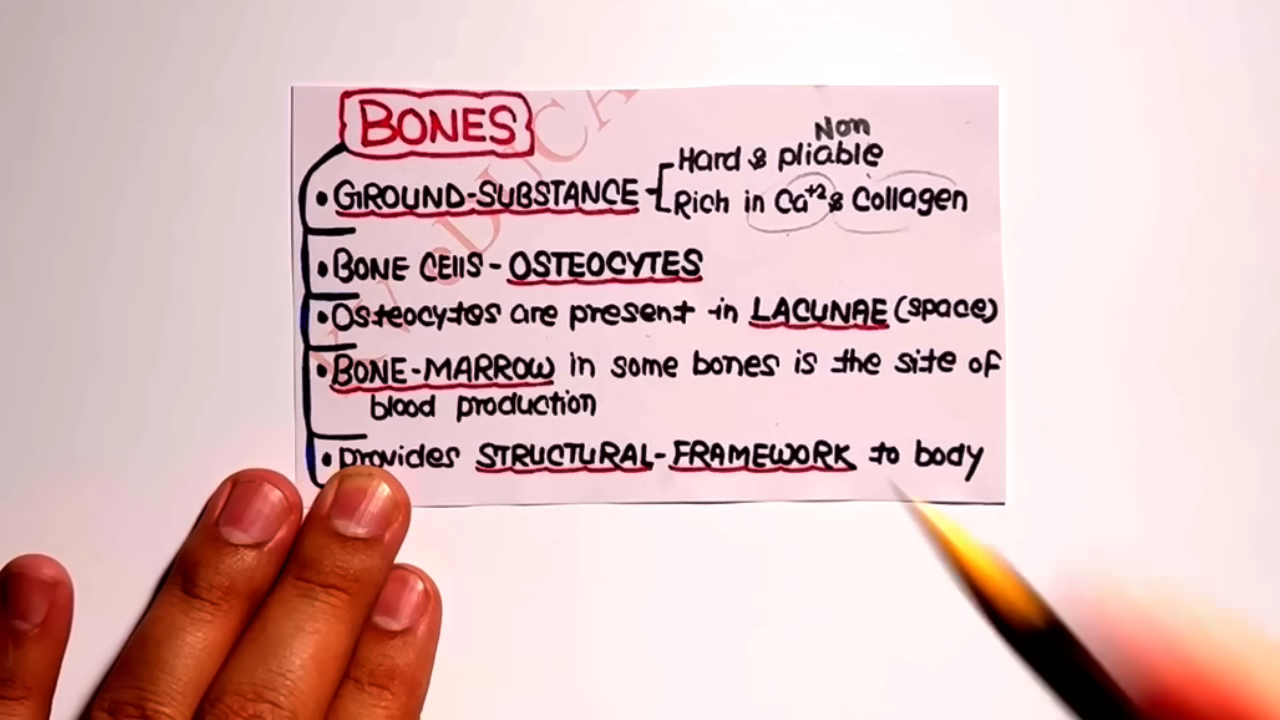 BONES
Non
Hard & pliable
• GROUND-SUBSTANCE
Rich in Ca⁺² & Collagen
• BONE CEllS - OSTEOCYTES
• Osteocytes are present in LACUNAE (space)
• BONE-MARROW in some bones is the site of
blood production
• provides STRUCTURAL-FRAMEWORK to body